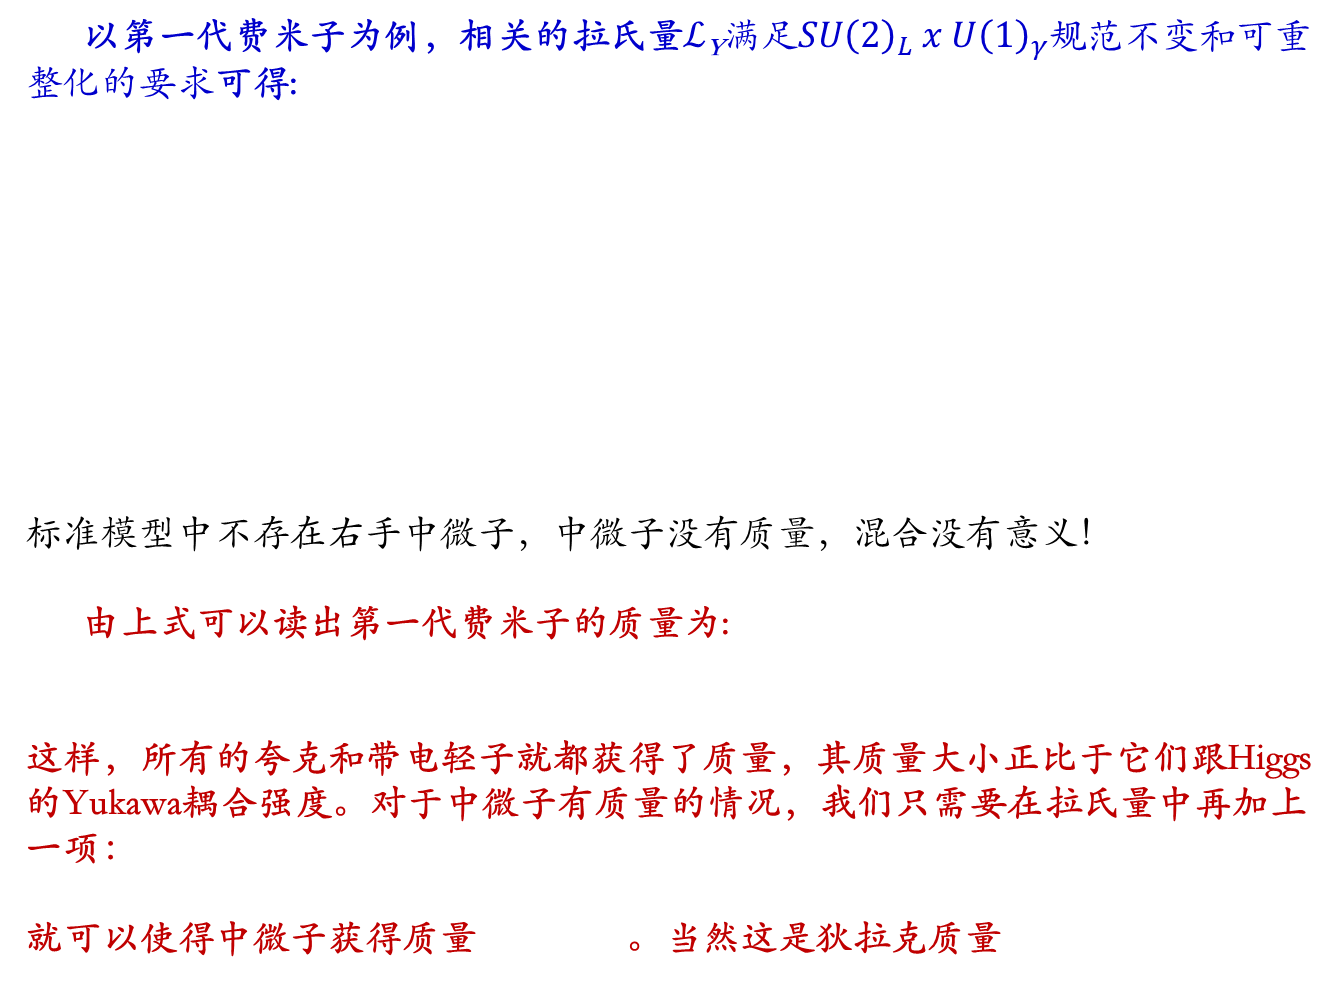 以第一代费米子为例，相关的拉氏量ℒ_Y满足SU(2)_L x U(1)_γ规范不变和可重
整化的要求可得:
标准模型中不存在右手中微子，中微子没有质量，混合没有意义!
由上式可以读出第一代费米子的质量为:
这样，所有的夸克和带电轻子就都获得了质量，其质量大小正比于它们跟Higgs
的Yukawa耦合强度。对于中微子有质量的情况，我们只需要在拉氏量中再加上
一项：
就可以使得中微子获得质量 。当然这是狄拉克质量